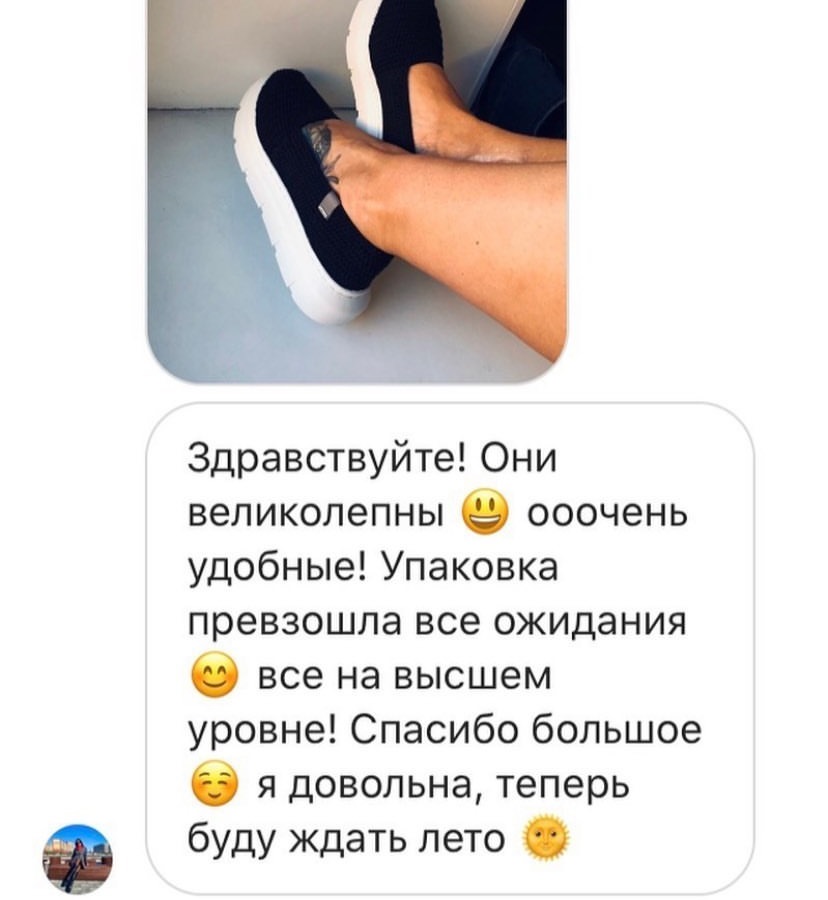 Здравствуйте! Они
великолепны 😃 ооочень
удобные! Упаковка
превзошла все ожидания
😊 все на высшем
уровне! Спасибо большое
☺️ я довольна, теперь
буду ждать лето 🌞